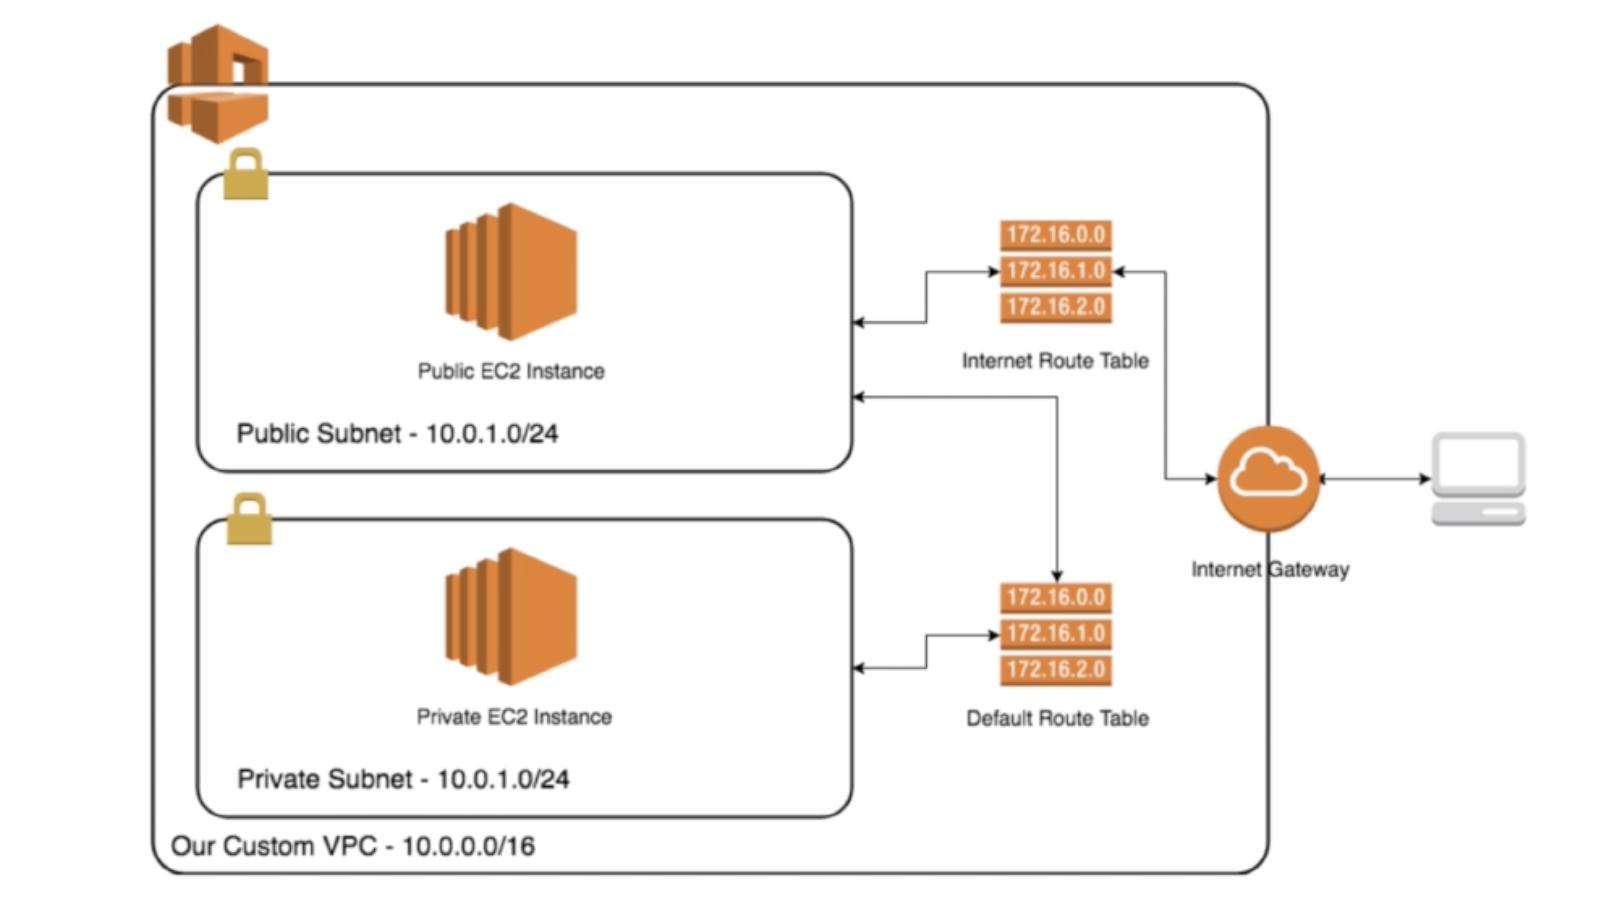 172.16.0.0
172.16.1.0
172.16.2.0
Internet Route Table
Public EC2 Instance
Public Subnet - 10.0.1.0/24
Internet Gateway
172.16.0.0
172.16.1.0
172.16.2.0
Default Route Table
Private EC2 Instance
Private Subnet - 10.0.1.0/24
Our Custom VPC - 10.0.0.0/16